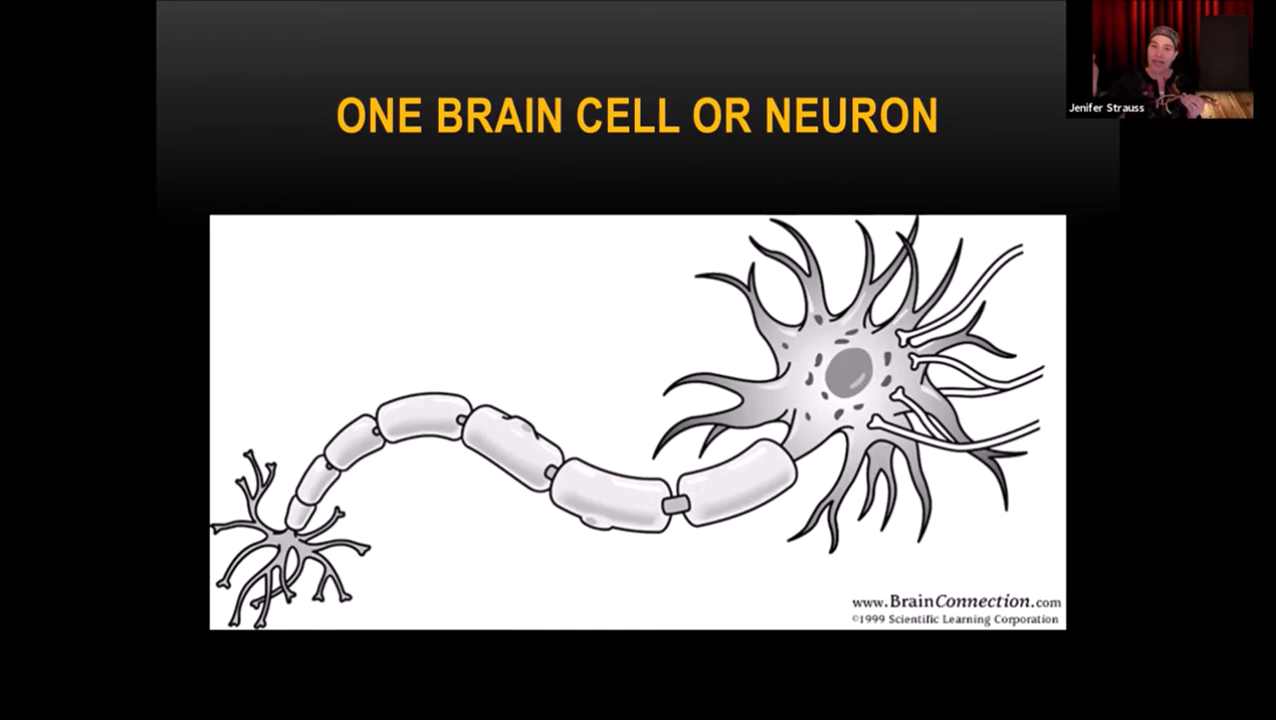 ONE BRAIN CELL OR NEURON
Jenifer Strauss
www.BrainConnection.com
©1999 Scientific Learning Corporation